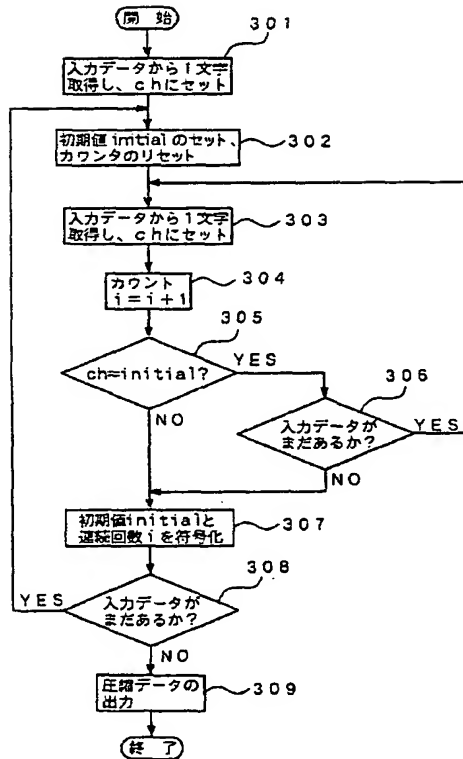 開 始
301
入力データから1文字
取得し、chにセット
302
初期値initialのセット、
カウンタのリセット
303
入力データから1文字
取得し、chにセット
304
カウント
i=i+1
305
ch=initial?
YES
NO
306
入力データが
まだあるか?
YES
NO
307
初期値initialと
連続回数iを符号化
308
入力データが
まだあるか?
YES
NO
309
圧縮データの
出力
終 了